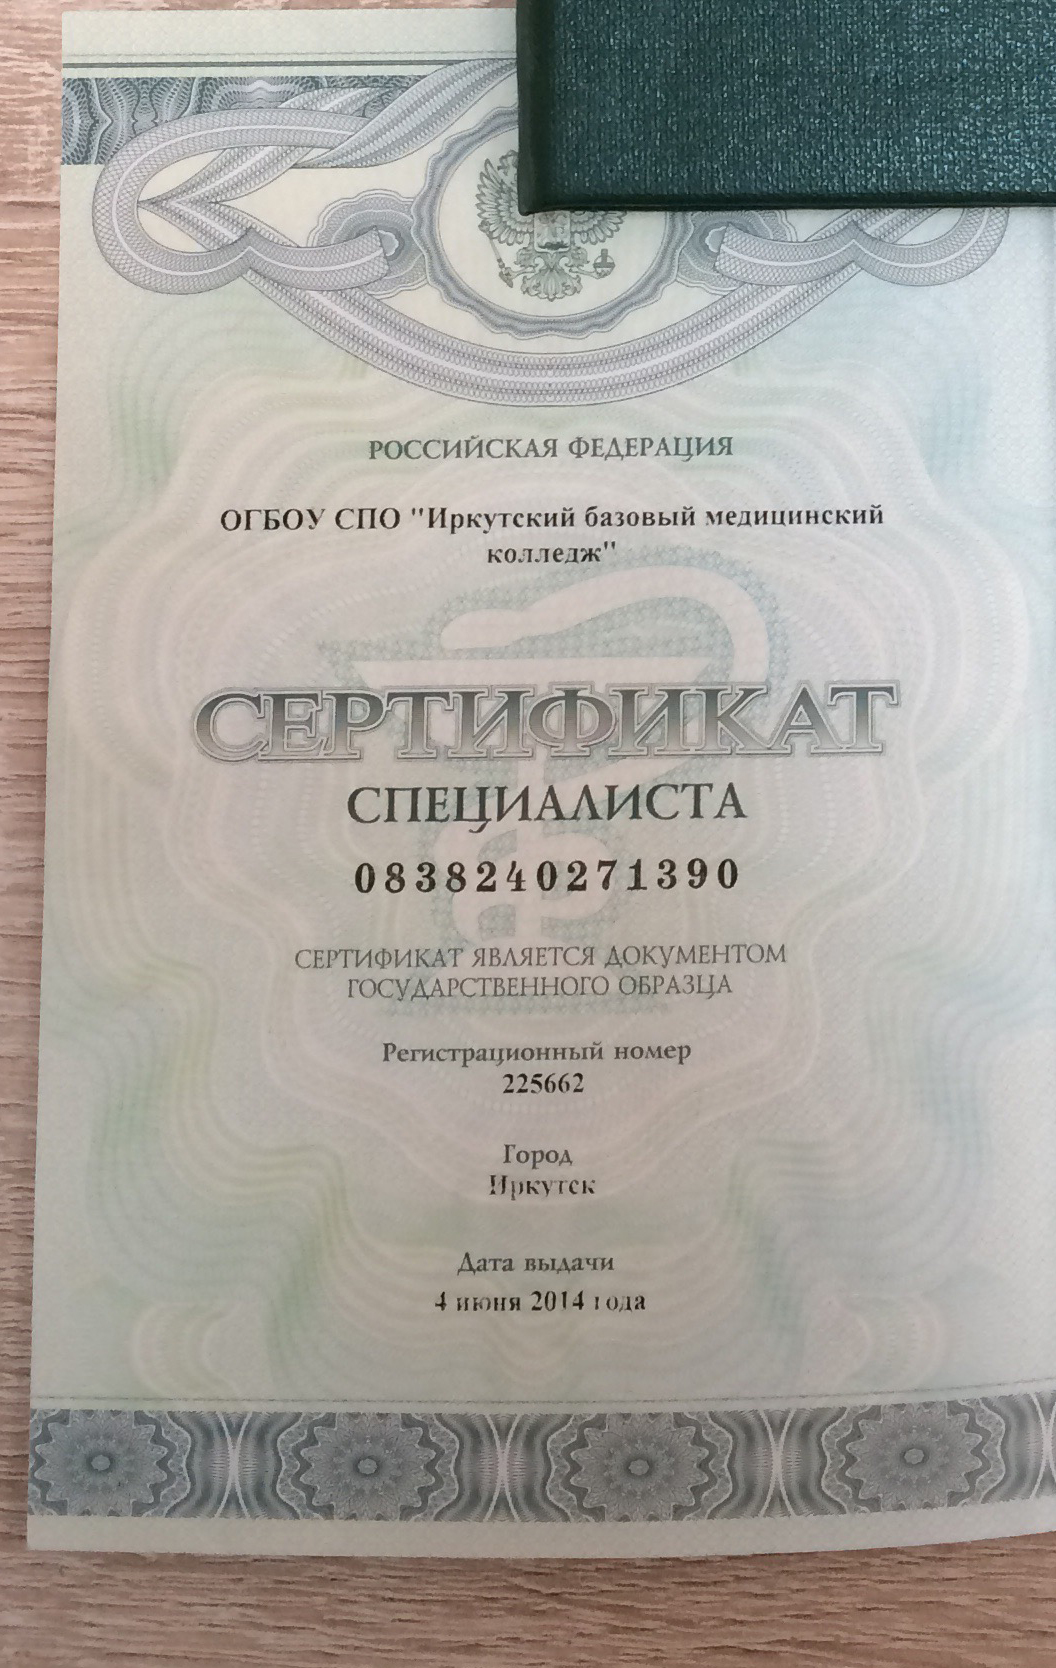 РОССИЙСКАЯ ФЕДЕРАЦИЯ
ОГБОУ СПО "Иркутский базовый медицинский
колледж"
СЕРТИФИКАТ
СПЕЦИАЛИСТА
0838240271390
СЕРТИФИКАТ ЯВЛЯЕТСЯ ДОКУМЕНТОМ
ГОСУДАРСТВЕННОГО ОБРАЗЦА
Регистрационный номер
225662
Город
Иркутск
Дата выдачи
4 июня 2014 года